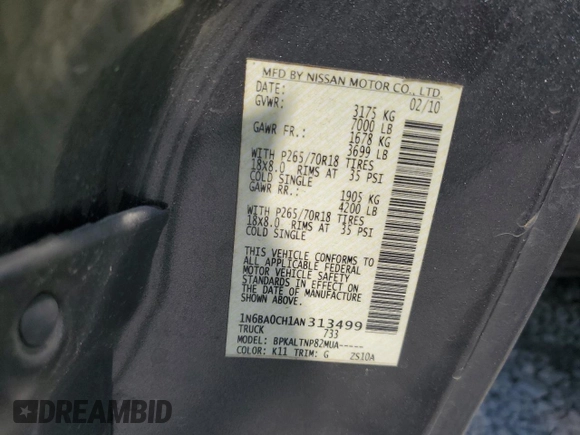 MFD BY NISSAN MOTOR CO., LTD.
DATE: 02/10
GVWR: 3175 KG
7000 LB
GAWR FR.: 1678 KG
3699 LB
WITH P265/70R18 TIRES
18X8.0 RIMS AT 35 PSI
COLD SINGLE
GAWR RR.: 1905 KG
4200 LB
WITH P265/70R18 TIRES
18X8.0 RIMS AT 35 PSI
COLD SINGLE
THIS VEHICLE CONFORMS TO
ALL APPLICABLE FEDERAL
MOTOR VEHICLE SAFETY
STANDARDS IN EFFECT ON
THE DATE OF MANUFACTURE
SHOWN ABOVE.
1N6BA0CH1AN313499
TRUCK 733
MODEL: BPKALTNP82MUA-----
COLOR: K11 TRIM: G 2S10A
DREAMBID